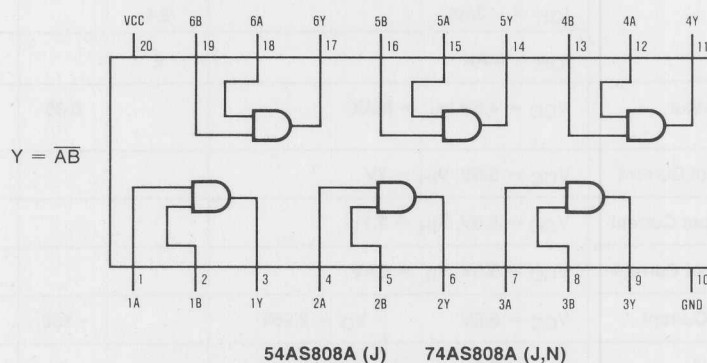 VCC 6B 6A 6Y 5B 5A 5Y 4B 4A 4Y
20 19 18 17 16 15 14 13 12 11
Y = \overline{AB}
1 2 3 4 5 6 7 8 9 10
1A 1B 1Y 2A 2B 2Y 3A 3B 3Y GND
54AS808A (J) 74AS808A (J,N)